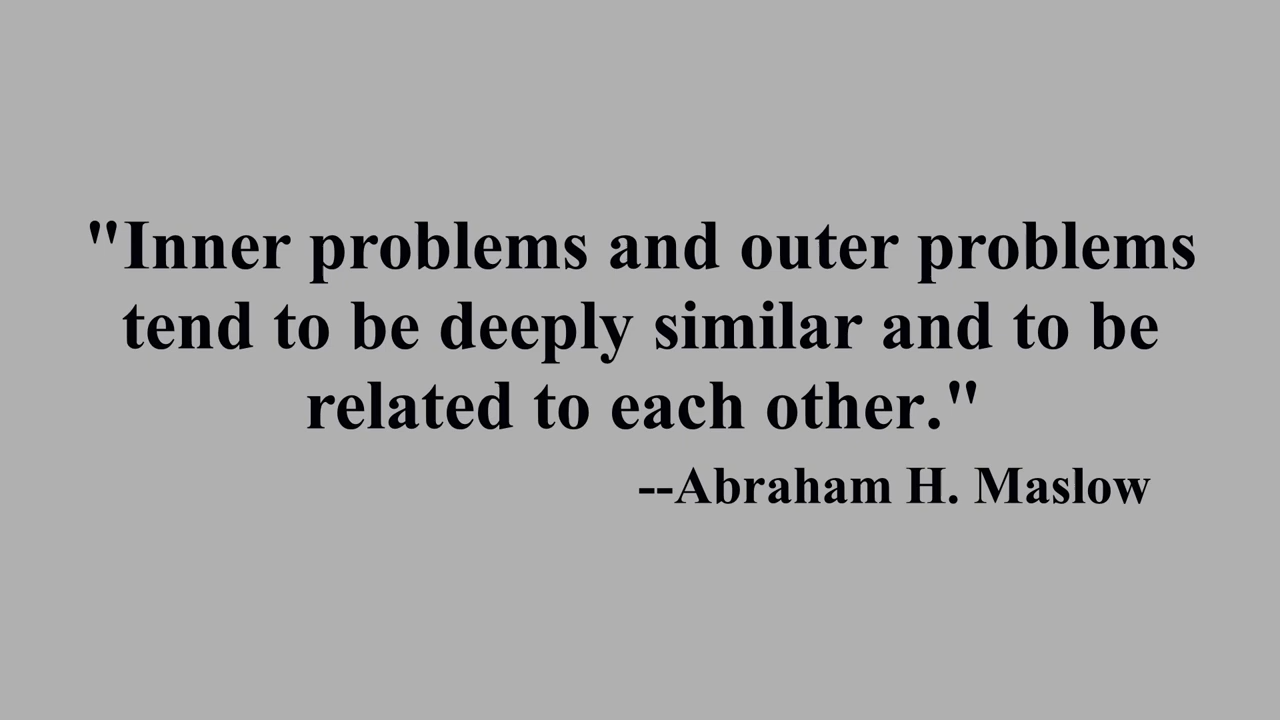 "Inner problems and outer problems
tend to be deeply similar and to be
related to each other."
--Abraham H. Maslow